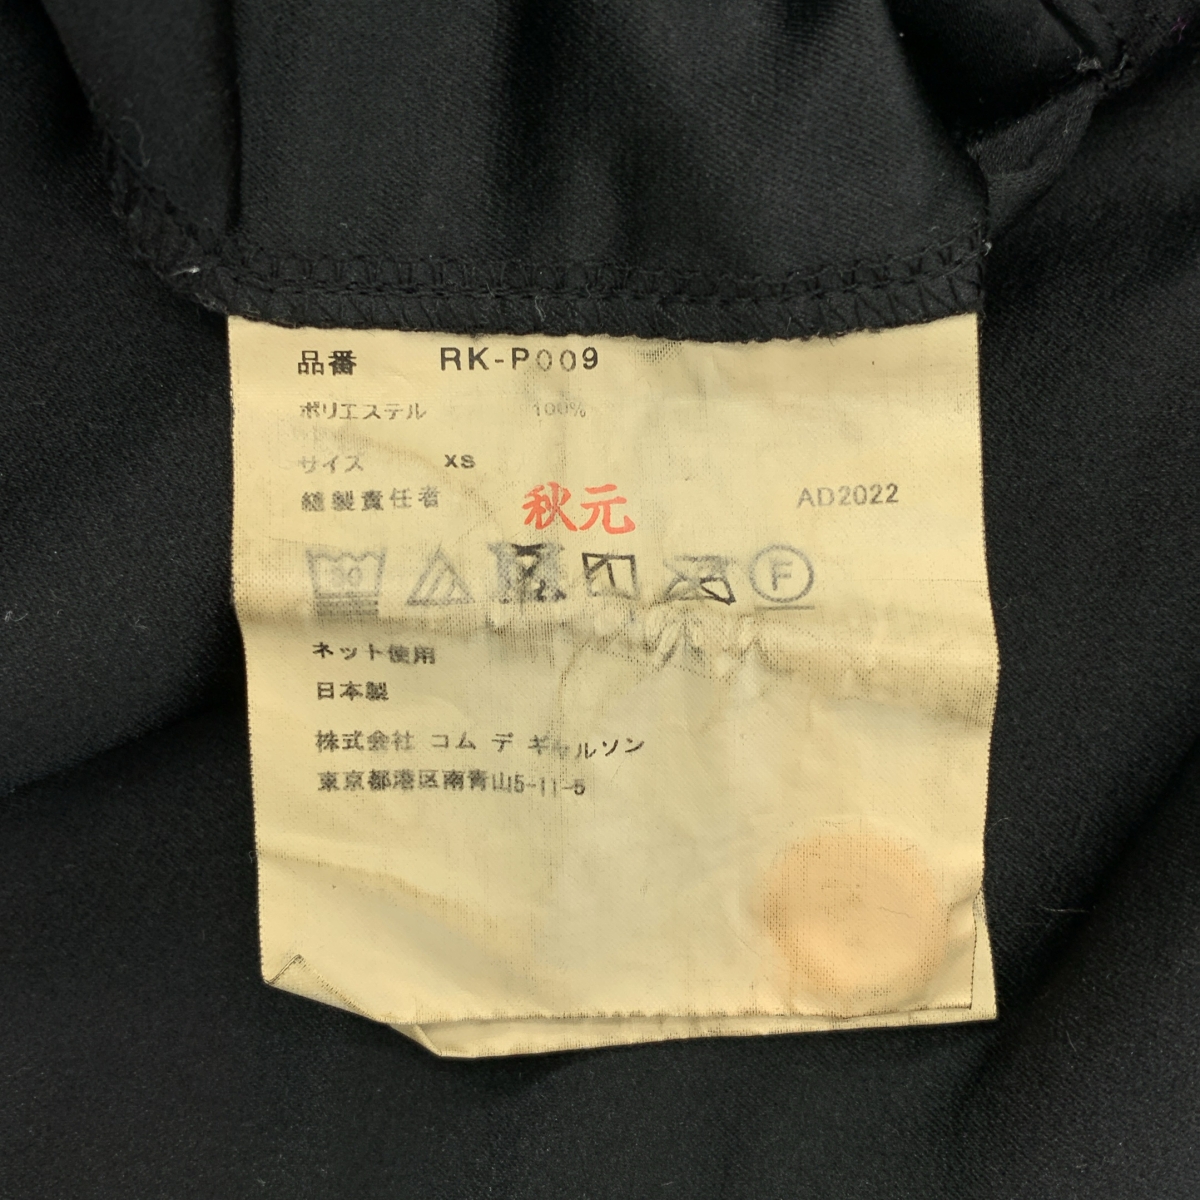 品番 RK-P009
ポリエステル 100%
サイズ XS
縫製責任者 秋元 AD2022
F
ネット使用
日本製
株式会社 コム デ ギャルソン
東京都港区南青山5-11-5